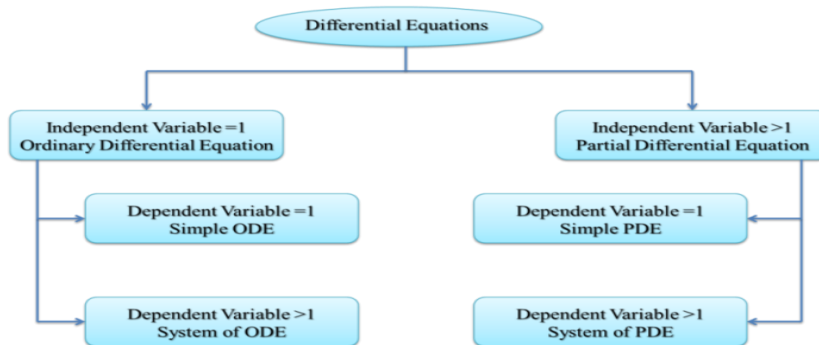 Differential Equations
Independent Variable =1
Ordinary Differential Equation
Independent Variable >1
Partial Differential Equation
Dependent Variable =1
Simple ODE
Dependent Variable =1
Simple PDE
Dependent Variable >1
System of ODE
Dependent Variable >1
System of PDE